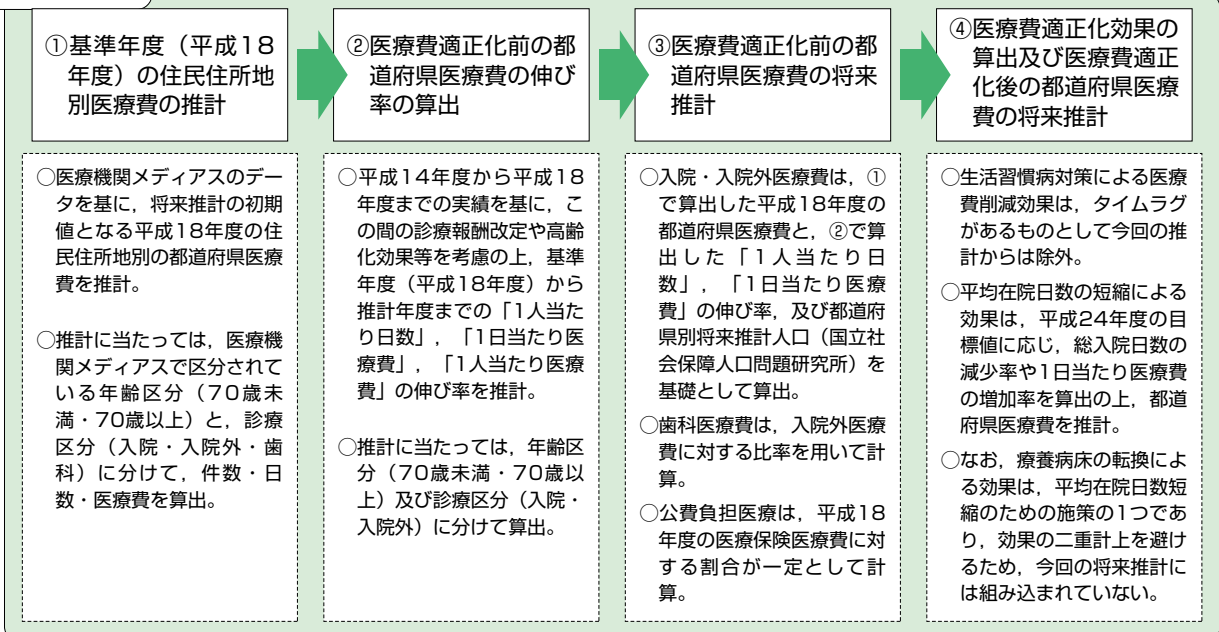 ①基準年度（平成18
年度）の住民住所地
別医療費の推計
②医療費適正化前の都
道府県医療費の伸び
率の算出
③医療費適正化前の都
道府県医療費の将来
推計
④医療費適正化効果の
算出及び医療費適正
化後の都道府県医療
費の将来推計
○医療機関メディアスのデー
タを基に，将来推計の初期
値となる平成18年度の住
民住所地別の都道府県医療
費を推計。
○推計に当たっては，医療機
関メディアスで区分されて
いる年齢区分（70歳未
満・70歳以上）と，診療
区分（入院・入院外・歯
科）に分けて，件数・日
数・医療費を算出。
○平成14年度から平成18
年度までの実績を基に，こ
の間の診療報酬改定や高齢
化効果等を考慮の上，基準
年度（平成18年度）から
推計年度までの「1人当た
り日数」，「1日当たり医
療費」，「1人当たり医療
費」の伸び率を推計。
○推計に当たっては，年齢区
分（70歳未満・70歳以
上）及び診療区分（入院・
入院外）に分けて算出。
○入院・入院外医療費は，①
で算出した平成18年度の
都道府県医療費と，②で算
出した「1人当たり日
数」，「1日当たり医療
費」の伸び率，及び都道府
県別将来推計人口（国立社
会保障人口問題研究所）を
基礎として算出。
○歯科医療費は，入院外医療
費に対する比率を用いて計
算。
○公費負担医療は，平成18
年度の医療保険医療費に対
する割合が一定として計
算。
○生活習慣病対策による医療
費削減効果は，タイムラグ
があるものとして今回の推
計からは除外。
○平均在院日数の短縮による
効果は，平成24年度の目
標値に応じ，総入院日数の
減少率や1日当たり医療費
の増加率を算出の上，都道
府県医療費を推計。
○なお，療養病床の転換によ
る効果は，平均在院日数短
縮のための施策の1つであ
り，効果の二重計上を避け
るため，今回の将来推計に
は組み込まれていない。